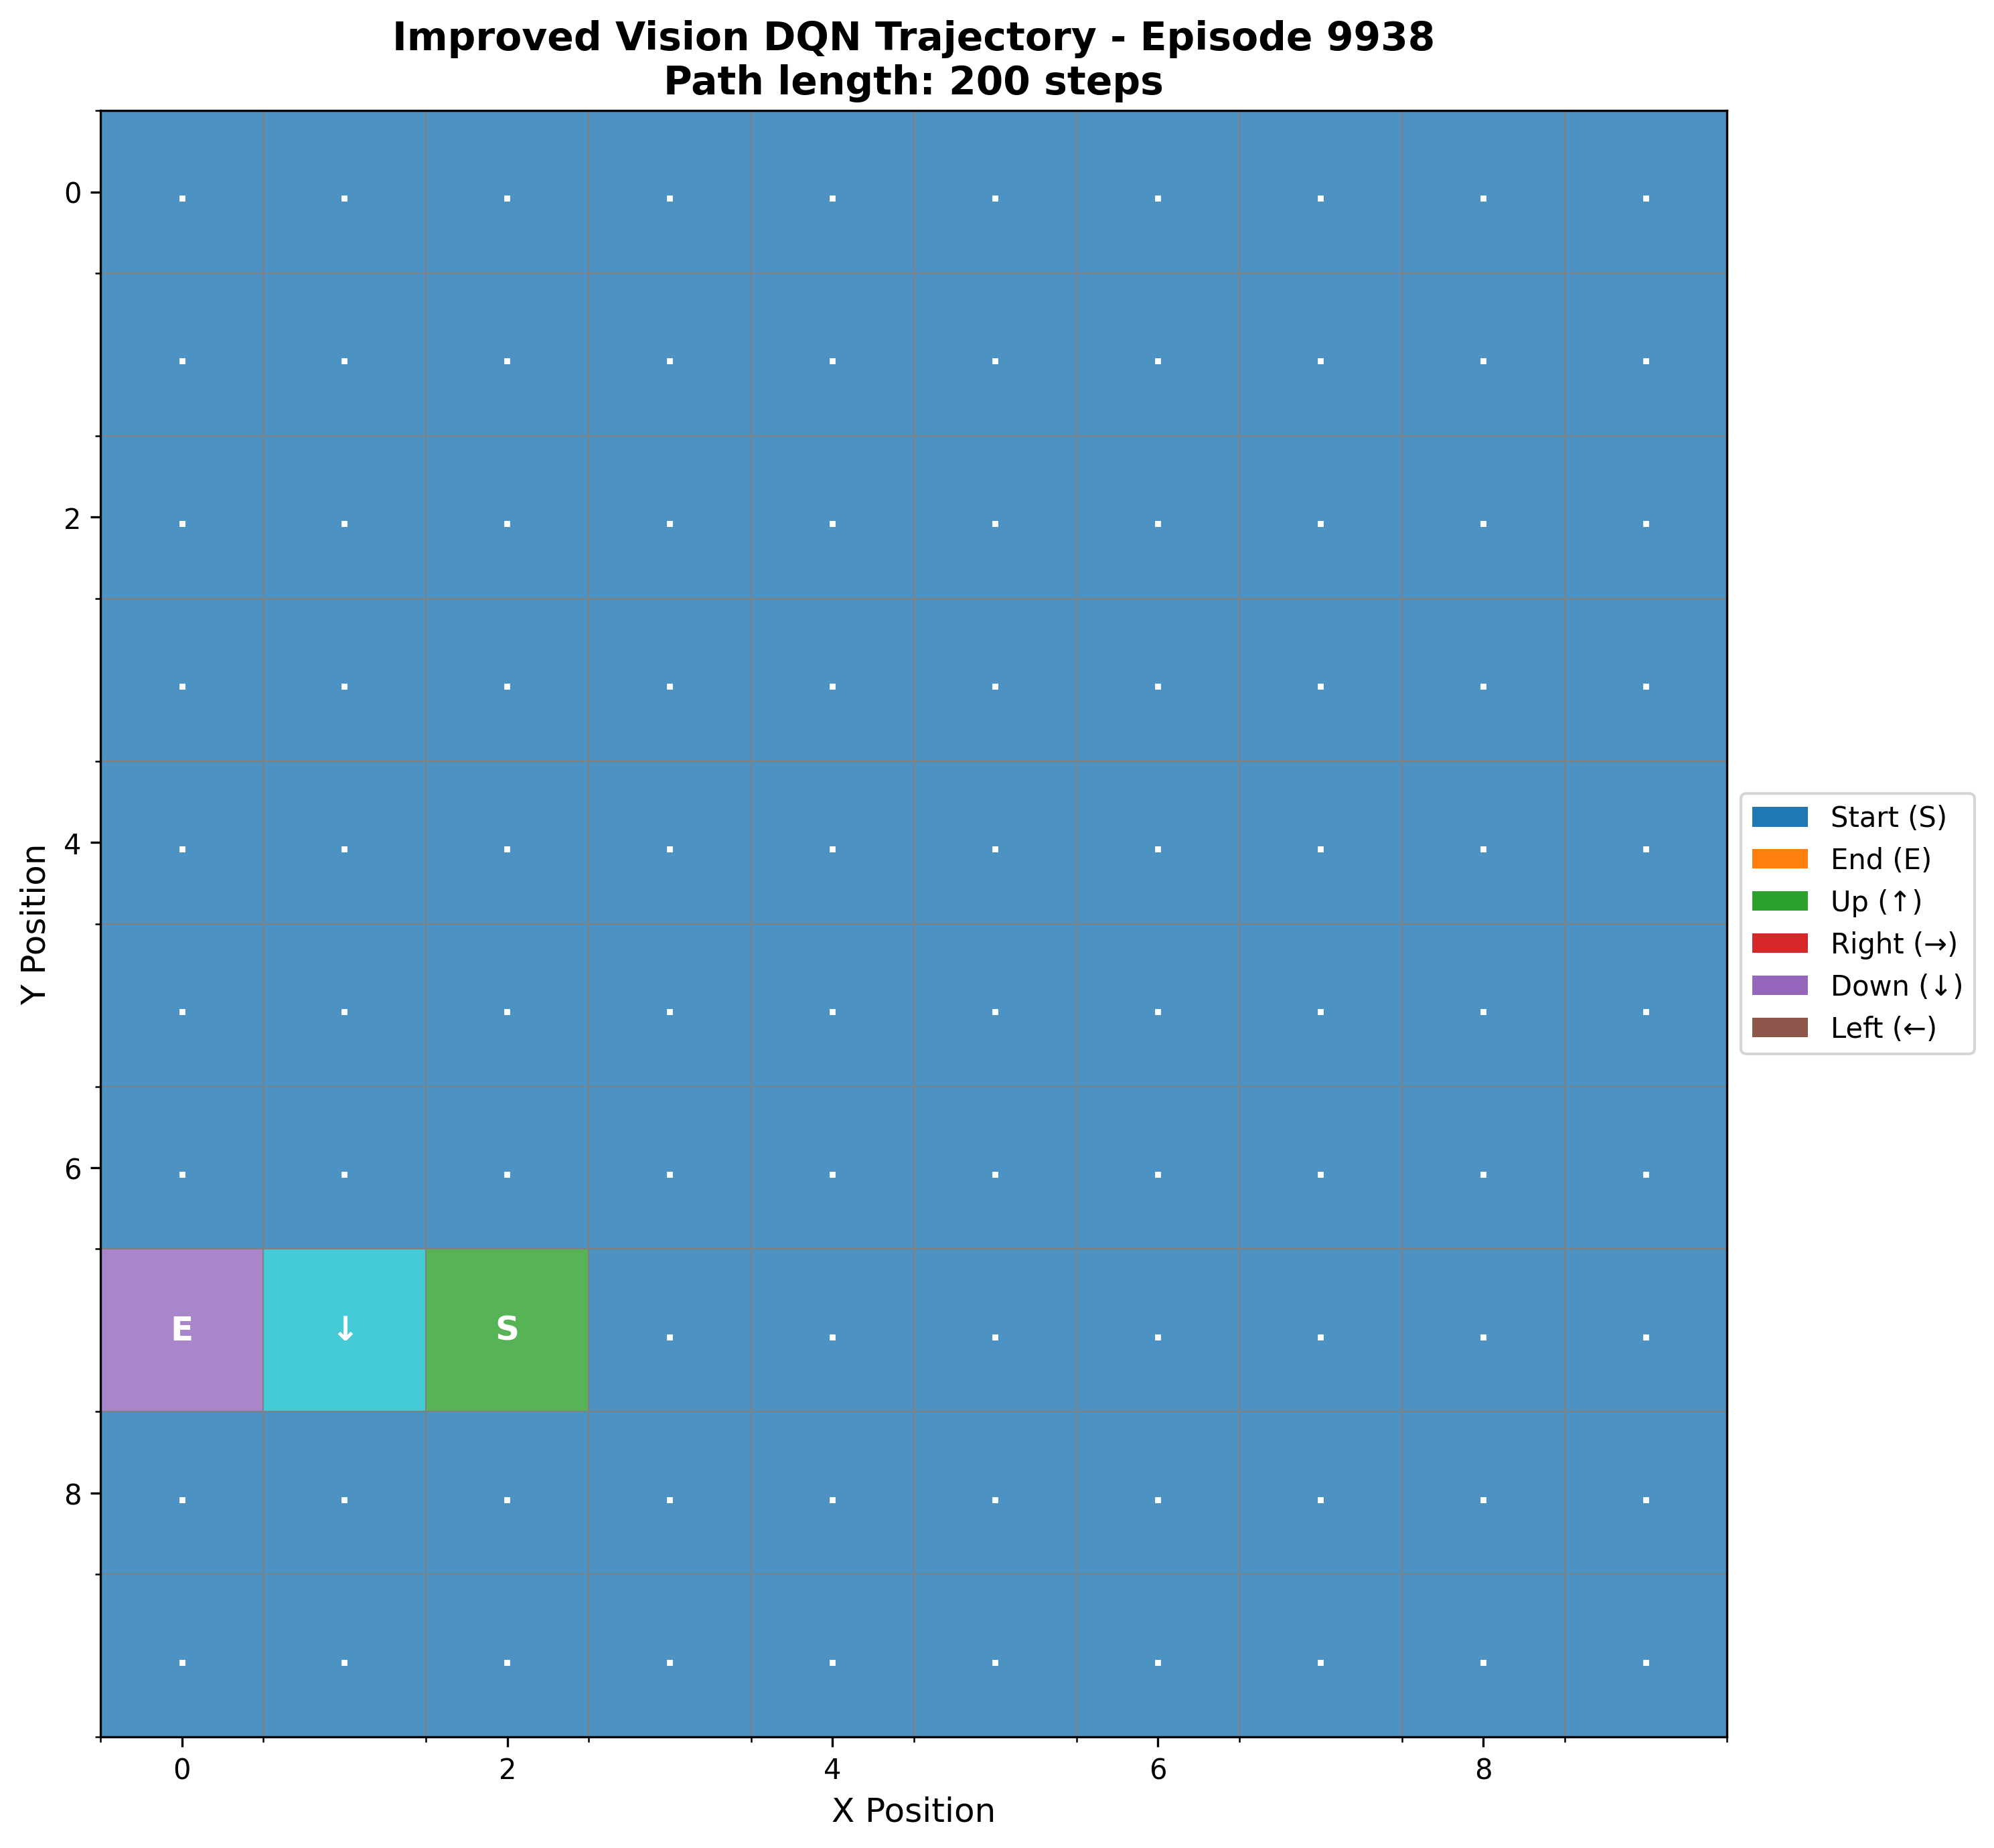 Improved Vision DQN Trajectory - Episode 9938
Path length: 200 steps
Y Position
0
2
4
6
8
E ↓ S
0 2 4 6 8
X Position
Start (S)
End (E)
Up (↑)
Right (→)
Down (↓)
Left (←)